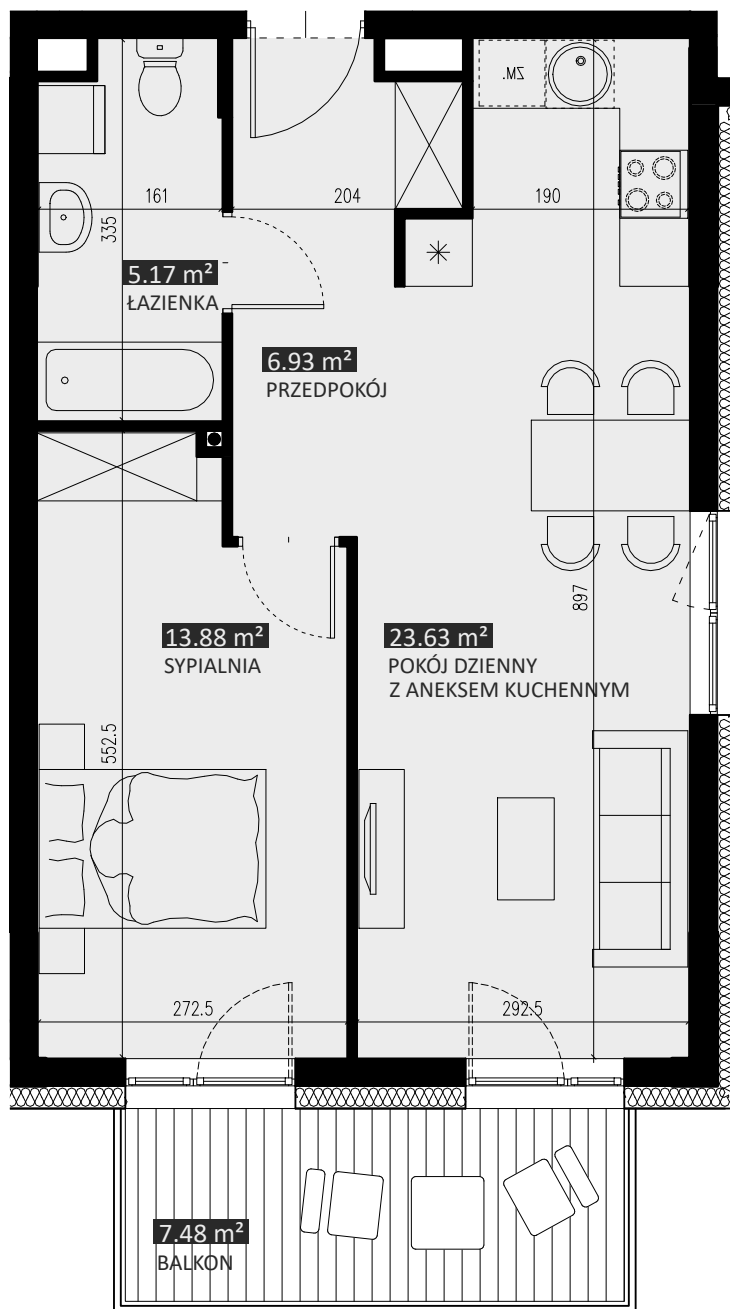 ZM.
161
204
190
335
5.17 m²
ŁAZIENKA
6.93 m²
PRZEDPOKÓJ
897
13.88 m²
SYPIALNIA
23.63 m²
POKÓJ DZIENNY
Z ANEKSEM KUCHENNYM
552.5
272.5
292.5
7.48 m²
BALKON